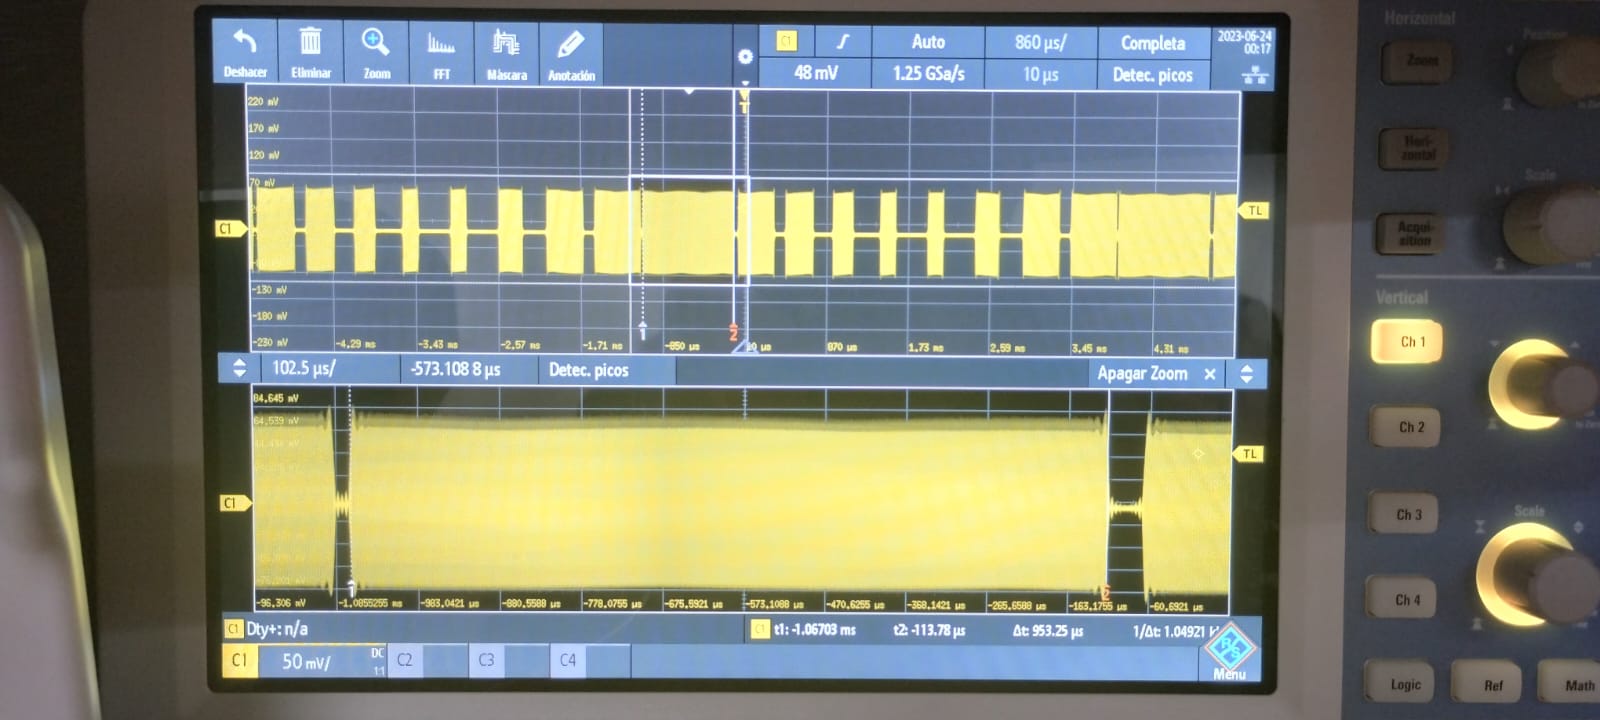 Horizontal
Deshacer Eliminar Zoom FFT Máscara Anotación
C1 Auto 860 µs/ Completa 2023-06-24
48 mV 1.25 GSa/s 10 µs Detec. picos 00:17
Zoom
Position
220 mV
T
170 mV
120 mV
Hori-
zontal
70 mV
Scale
C1
TL
Acqui-
sition
-130 mV
-180 mV
1 2
-230 mV -4.29 ms -3.43 ms -2.57 ms -1.71 ms -850 µs 870 µs 1.73 ms 2.59 ms 3.45 ms 4.31 ms
Vertical
102.5 µs/ -573.108 8 µs Detec. picos Apagar Zoom ×
Ch 1
84.645 mV
64.539 mV
Ch 2
TL
C1
Ch 3
Scale
1 2
-96.306 mV -1.0855255 ms -983.0421 µs -880.5588 µs -778.0755 µs -675.5921 µs -573.1088 µs -470.6255 µs -368.1421 µs -265.6588 µs -163.1755 µs -60.6921 µs
Ch 4
C1 Dty+: n/a C1 t1: -1.06703 ms t2: -113.78 µs Δt: 953.25 µs 1/Δt: 1.04921
C1 50 mV/ DC 1:1 C2 C3 C4
R S
Menu
Logic Ref Math